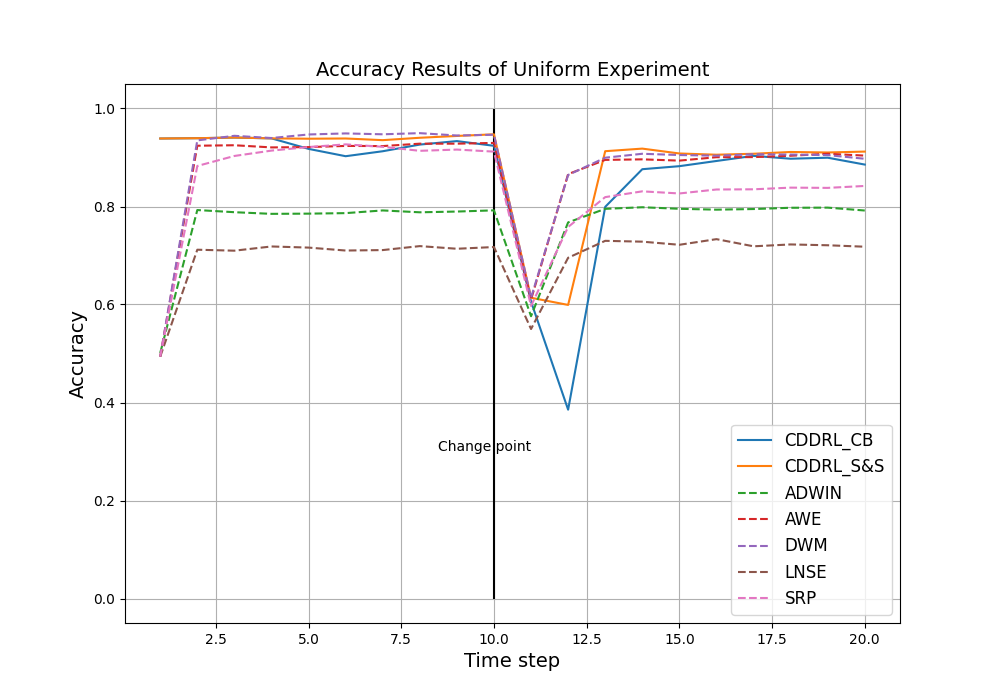 Accuracy Results of Uniform Experiment
1.0
0.8
0.6
0.4
0.2
0.0
Accuracy
Change point
CDDRL_CB
CDDRL_S&S
ADWIN
AWE
DWM
LNSE
SRP
2.5 5.0 7.5 10.0 12.5 15.0 17.5 20.0
Time step